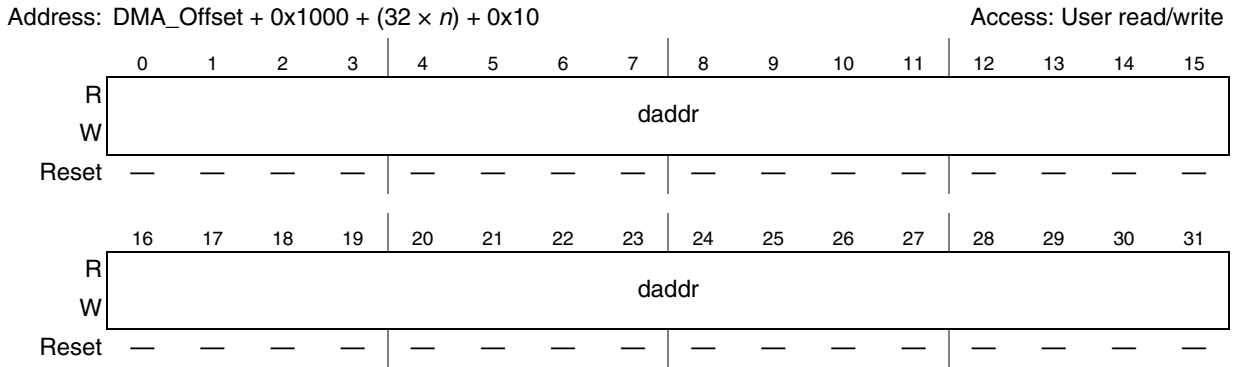 Address: DMA_Offset + 0x1000 + (32 × n) + 0x10 Access: User read/write
0 1 2 3 4 5 6 7 8 9 10 11 12 13 14 15
R
daddr
W
Reset — — — — — — — — — — — — — — — —
16 17 18 19 20 21 22 23 24 25 26 27 28 29 30 31
R
daddr
W
Reset — — — — — — — — — — — — — — — —